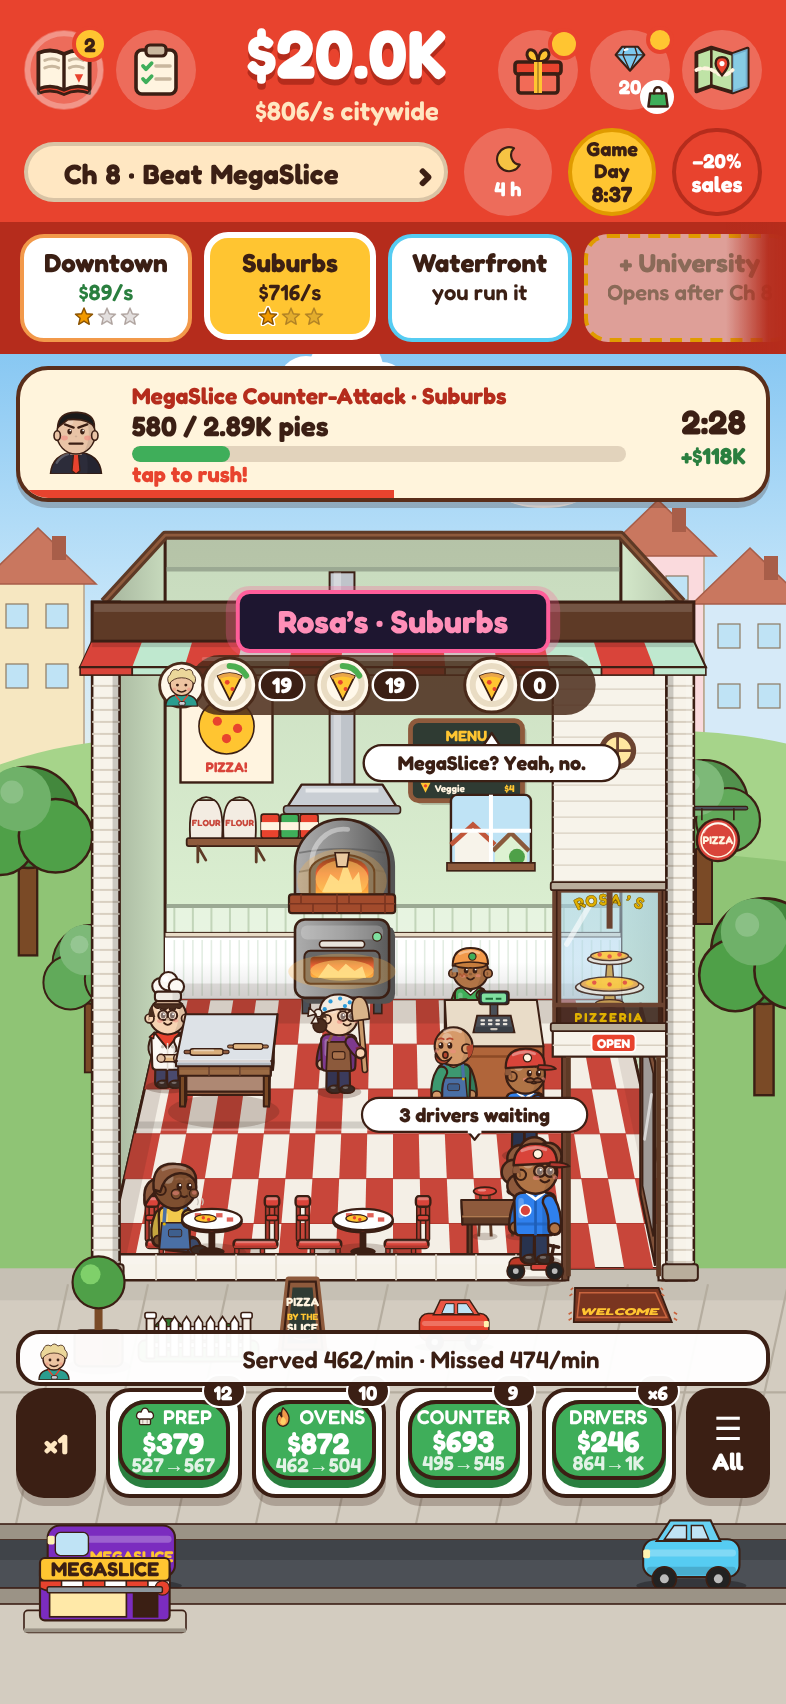 2
$20.0K
$806/s citywide
20
Ch 8 · Beat MegaSlice ›
4 h
Game
Day
8:37
-20%
sales
Downtown
$89/s
Suburbs
$716/s
Waterfront
you run it
+ University
Opens after Ch 8
MegaSlice Counter-Attack · Suburbs
580 / 2.89K pies
2:28
+$118K
tap to rush!
Rosa's · Suburbs
19
19
0
PIZZA!
MENU
MegaSlice? Yeah, no.
Veggie $4
FLOUR
FLOUR
PIZZA
ROSA'S
PIZZERIA
OPEN
3 drivers waiting
PIZZA
BY THE
SLICE
WELCOME
Served 462/min · Missed 474/min
×1
12
PREP
$379
527→567
10
OVENS
$872
462→504
9
COUNTER
$693
495→545
×6
DRIVERS
$246
864→1K
All
MEGASLICE
MEGASLICE